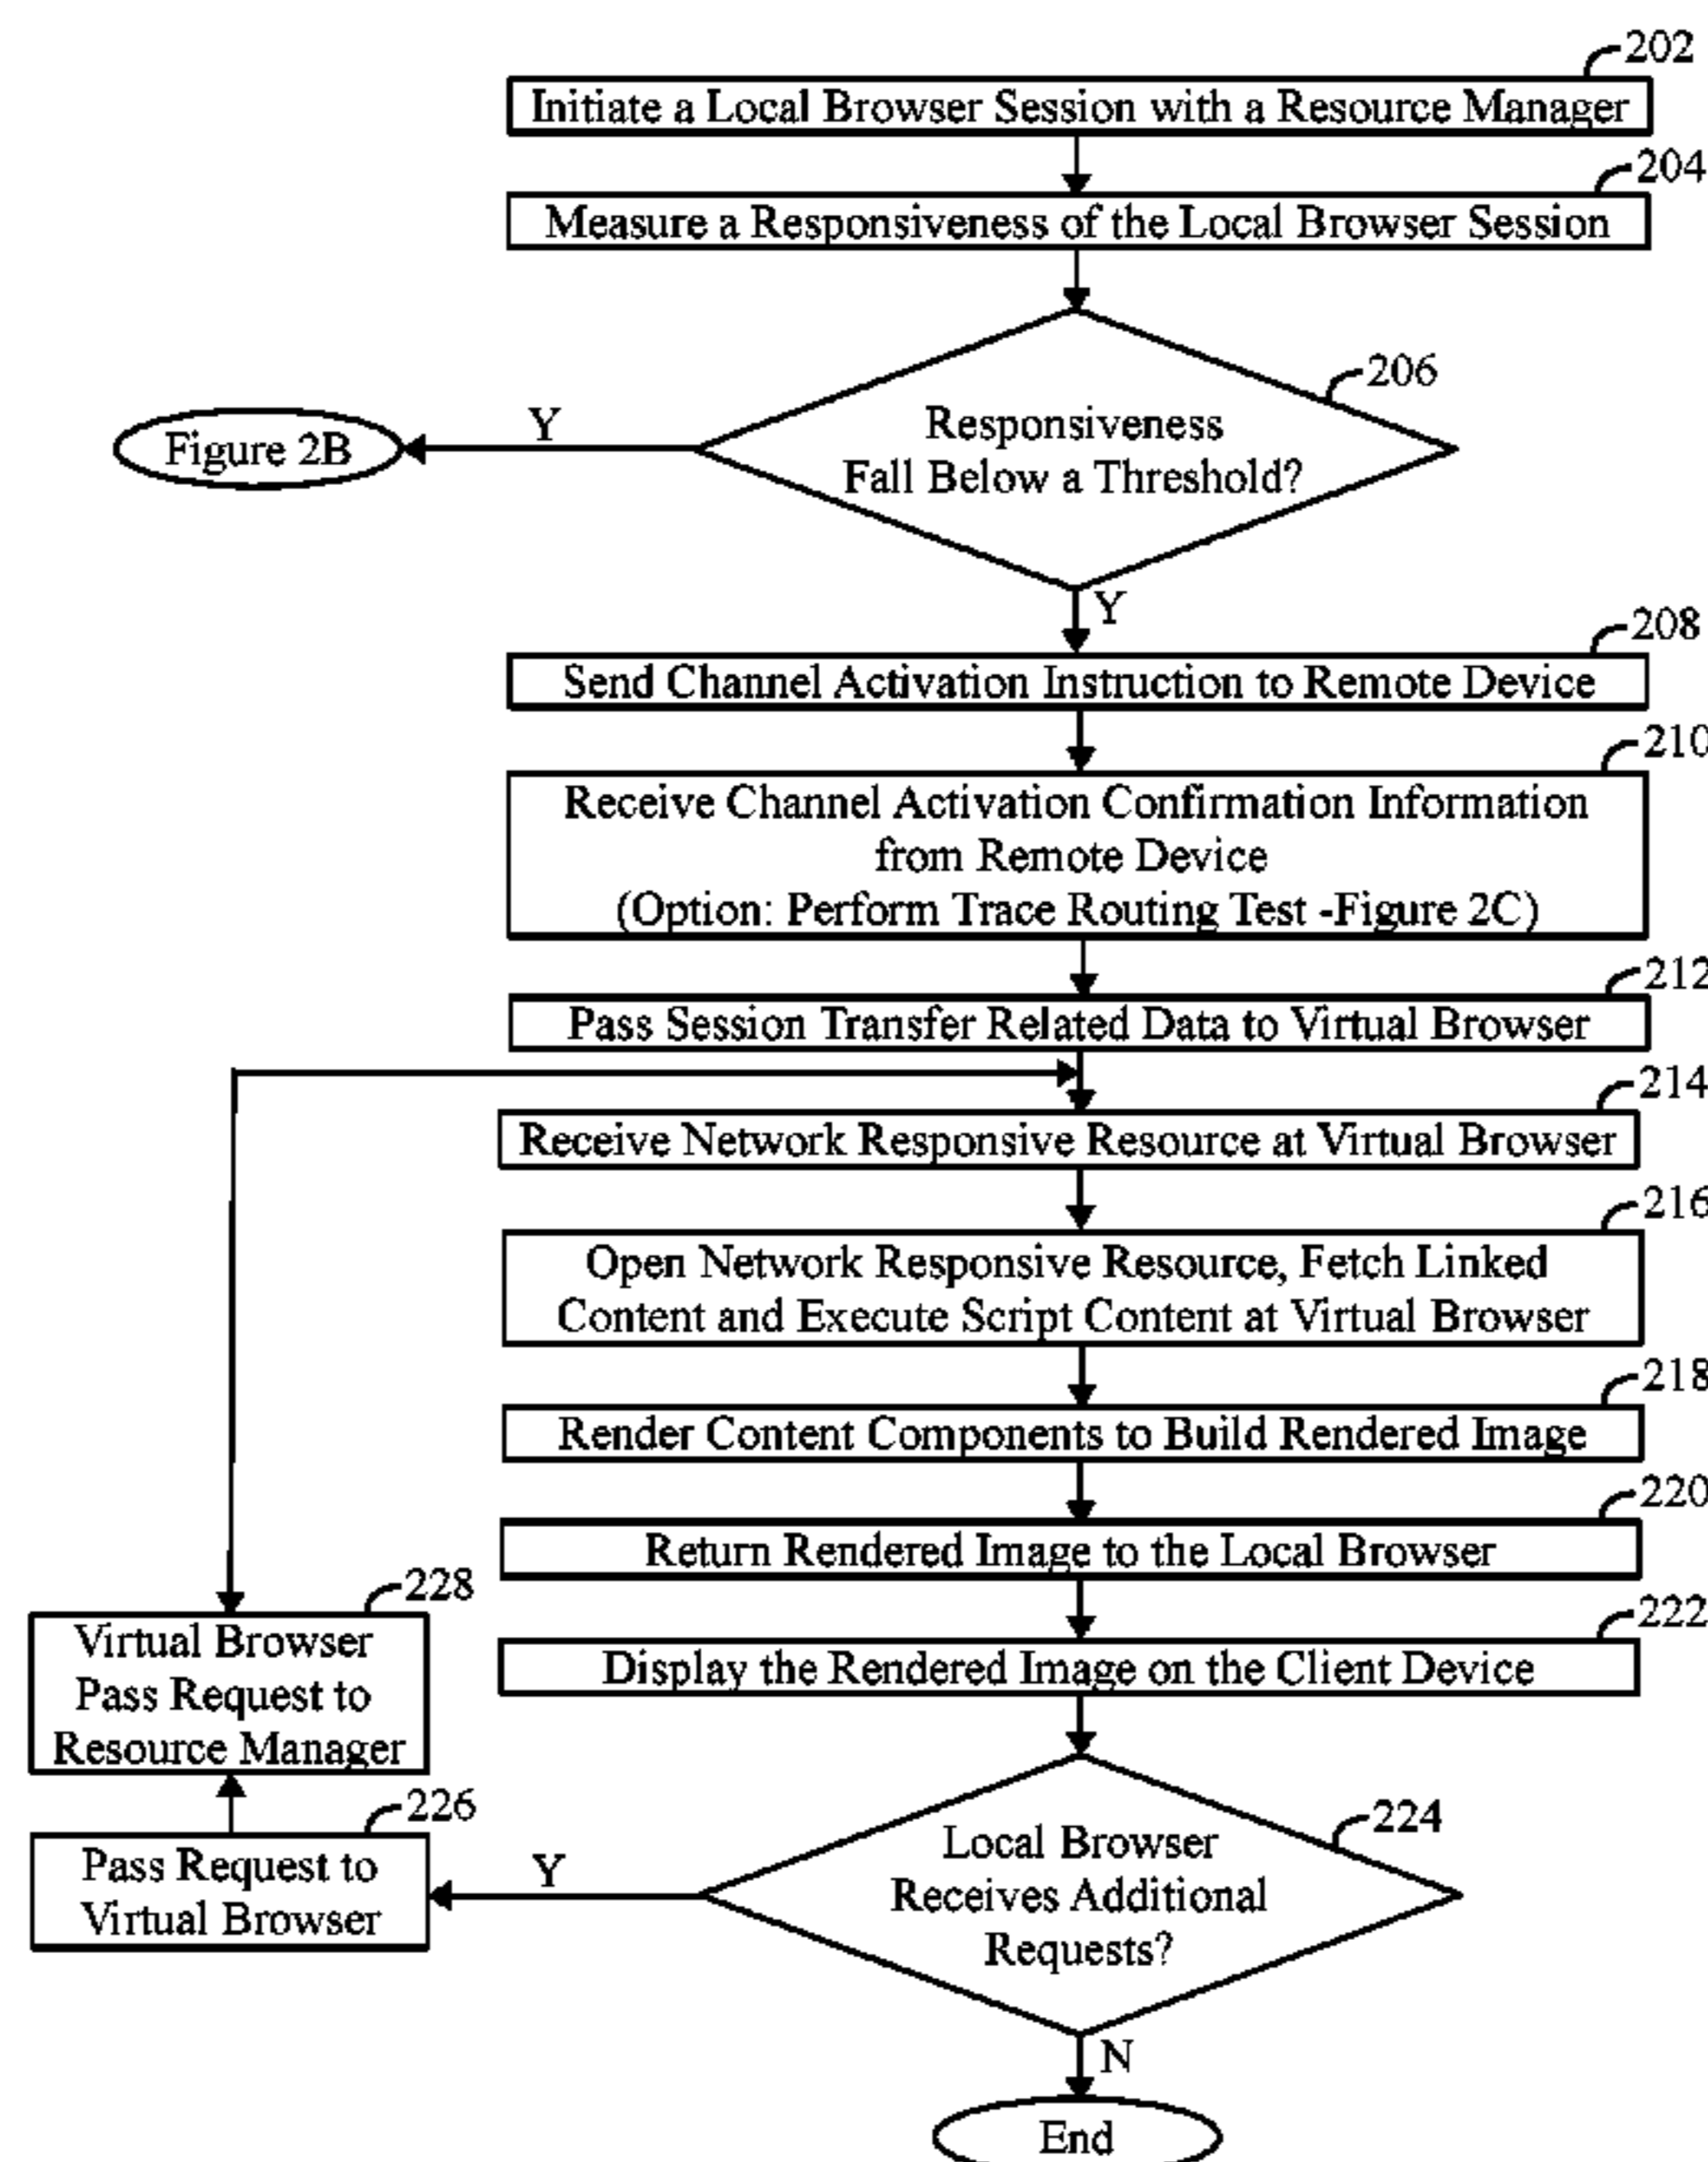 202
Initiate a Local Browser Session with a Resource Manager
204
Measure a Responsiveness of the Local Browser Session
206
Responsiveness
Fall Below a Threshold?
Y
Figure 2B
Y
208
Send Channel Activation Instruction to Remote Device
210
Receive Channel Activation Confirmation Information
from Remote Device
(Option: Perform Trace Routing Test -Figure 2C)
212
Pass Session Transfer Related Data to Virtual Browser
214
Receive Network Responsive Resource at Virtual Browser
216
Open Network Responsive Resource, Fetch Linked
Content and Execute Script Content at Virtual Browser
218
Render Content Components to Build Rendered Image
220
Return Rendered Image to the Local Browser
222
Display the Rendered Image on the Client Device
228
Virtual Browser
Pass Request to
Resource Manager
226
Pass Request to
Virtual Browser
Y
224
Local Browser
Receives Additional
Requests?
N
End